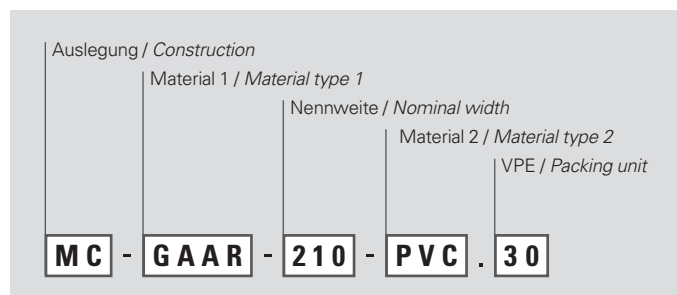 Auslegung / Construction
Material 1 / Material type 1
Nennweite / Nominal width
Material 2 / Material type 2
VPE / Packing unit
MC - GAAR - 210 - PVC . 30